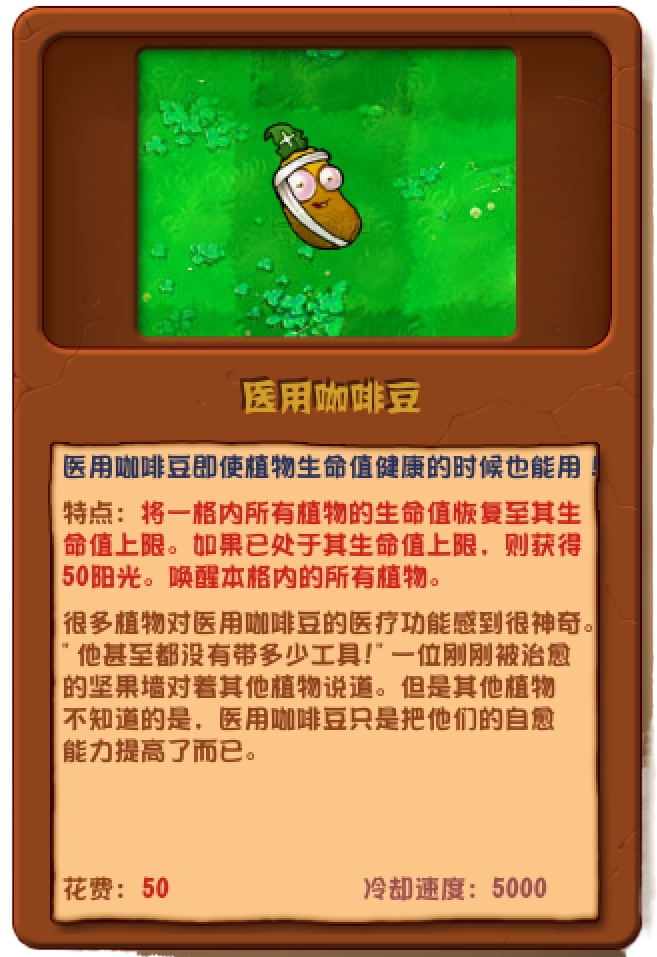 医用咖啡豆
医用咖啡豆即使植物生命值健康的时候也能用！
特点：将一格内所有植物的生命值恢复至其生
命值上限。如果已处于其生命值上限，则获得
50阳光。唤醒本格内的所有植物。
很多植物对医用咖啡豆的医疗功能感到很神奇。
"他甚至都没有带多少工具！"一位刚刚被治愈
的坚果墙对着其他植物说道。但是其他植物
不知道的是，医用咖啡豆只是把他们的自愈
能力提高了而已。
花费：50 冷却速度：5000